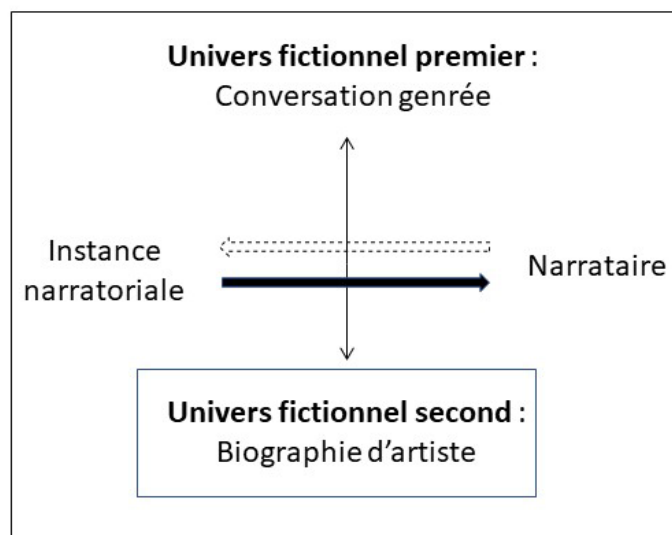 Univers fictionnel premier :
Conversation genrée
Instance
narratoriale
Narrataire
Univers fictionnel second :
Biographie d’artiste